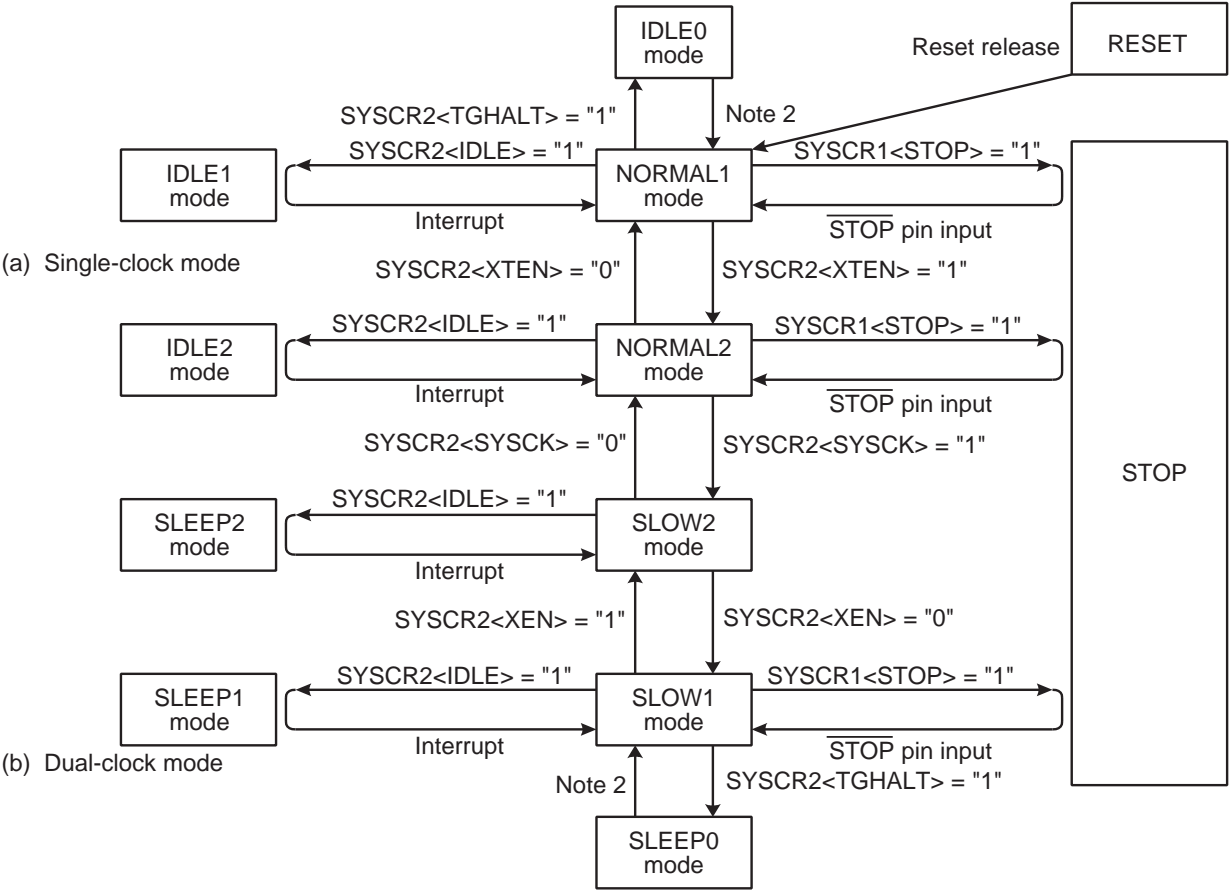 IDLE0
mode
Reset release
RESET
SYSCR2<TGHALT> = "1"
Note 2
IDLE1
mode
SYSCR2<IDLE> = "1"
Interrupt
NORMAL1
mode
SYSCR1<STOP> = "1"
STOP pin input
(a) Single-clock mode
SYSCR2<XTEN> = "0"
SYSCR2<XTEN> = "1"
IDLE2
mode
SYSCR2<IDLE> = "1"
Interrupt
NORMAL2
mode
SYSCR1<STOP> = "1"
STOP pin input
SYSCR2<SYSCK> = "0"
SYSCR2<SYSCK> = "1"
STOP
SLEEP2
mode
SYSCR2<IDLE> = "1"
Interrupt
SLOW2
mode
SYSCR2<XEN> = "1"
SYSCR2<XEN> = "0"
SLEEP1
mode
SYSCR2<IDLE> = "1"
Interrupt
SLOW1
mode
SYSCR1<STOP> = "1"
STOP pin input
(b) Dual-clock mode
Note 2
SYSCR2<TGHALT> = "1"
SLEEP0
mode